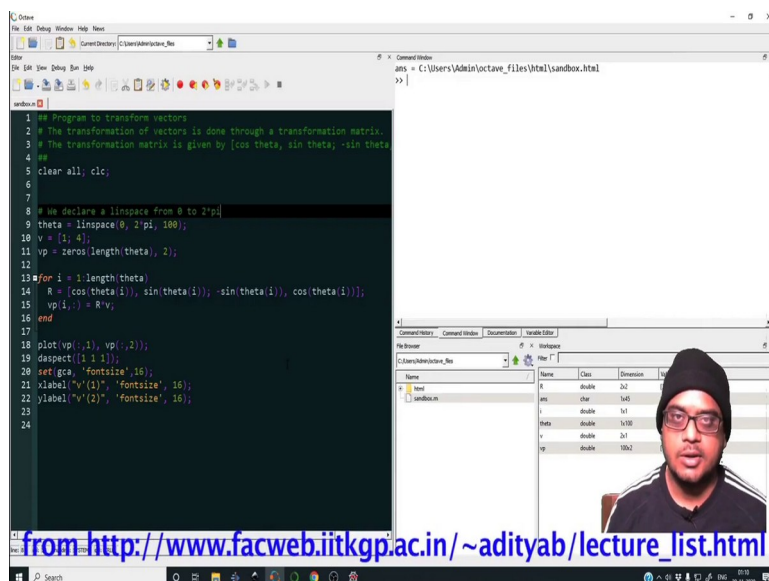 Octave
File Edit Debug Window Help News
Current Directory: C:\Users\Admin\octave_files
Editor
File Edit View Debug Run Help
sandbox.m
1 ## Program to transform vectors
2 # The transformation of vectors is done through a transformation matrix.
3 # The transformation matrix is given by [cos theta, sin theta; -sin theta,
4 ##
5 clear all; clc;
6
7
8 # We declare a linspace from 0 to 2*pi
9 theta = linspace(0, 2*pi, 100);
10 v = [1; 4];
11 vp = zeros(length(theta), 2);
12
13 for i = 1:length(theta)
14 R = [cos(theta(i)), sin(theta(i)); -sin(theta(i)), cos(theta(i))];
15 vp(i,:) = R*v;
16 end
17
18 plot(vp(:,1), vp(:,2));
19 daspect([1 1 1]);
20 set(gca, 'fontsize',16);
21 xlabel("v'(1)", 'fontsize', 16);
22 ylabel("v'(2)", 'fontsize', 16);
23
24
Command Window
ans = C:\Users\Admin\octave_files\html\sandbox.html
>>
Command History Command Window Documentation Variable Editor
File Browser
C:/Users/Admin/octave_files
Name
html
sandbox.m
Workspace
Filter
Name Class Dimension
R double 2x2
ans char 1x45
i double 1x1
theta double 1x100
v double 2x1
vp double 100x2
from http://www.facweb.iitkgp.ac.in/~adityab/lecture_list.html
Search
ENG
01:10